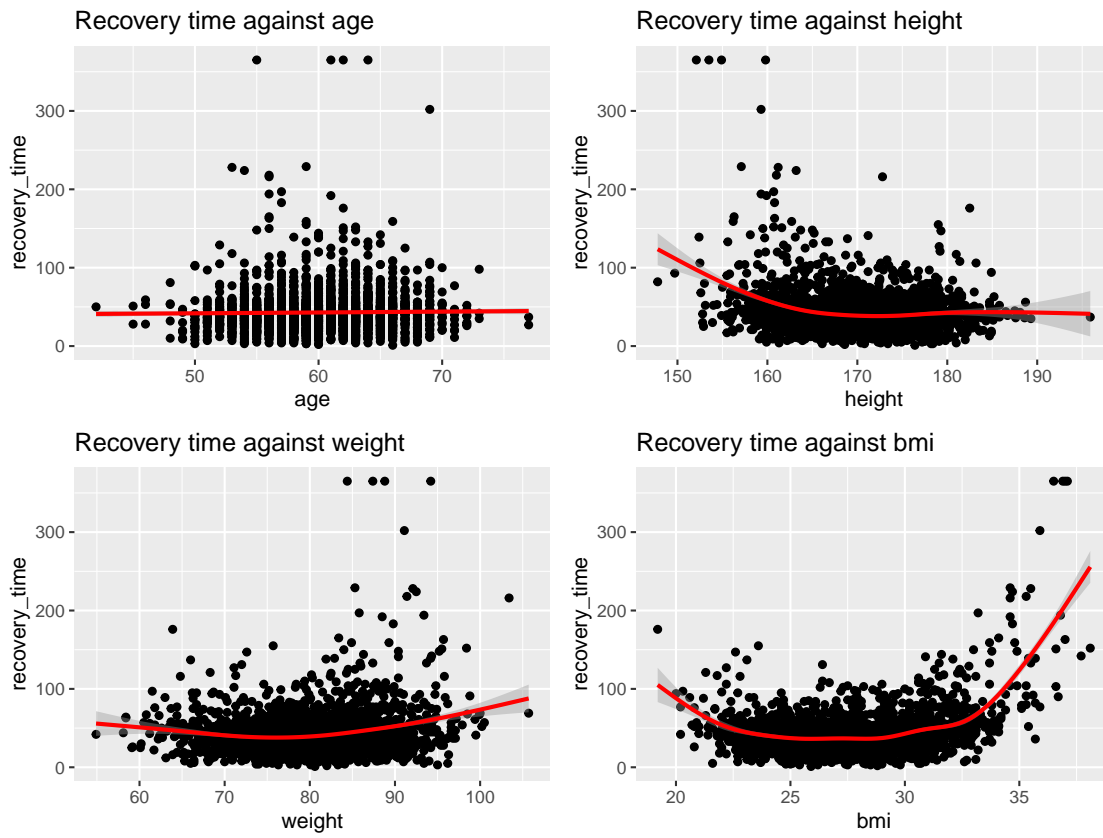 Recovery time against age
recovery_time
300
200
100
0
50
60
70
age
Recovery time against height
recovery_time
300
200
100
0
150
160
170
180
190
height
Recovery time against weight
recovery_time
300
200
100
0
60
70
80
90
100
weight
Recovery time against bmi
recovery_time
300
200
100
0
20
25
30
35
bmi